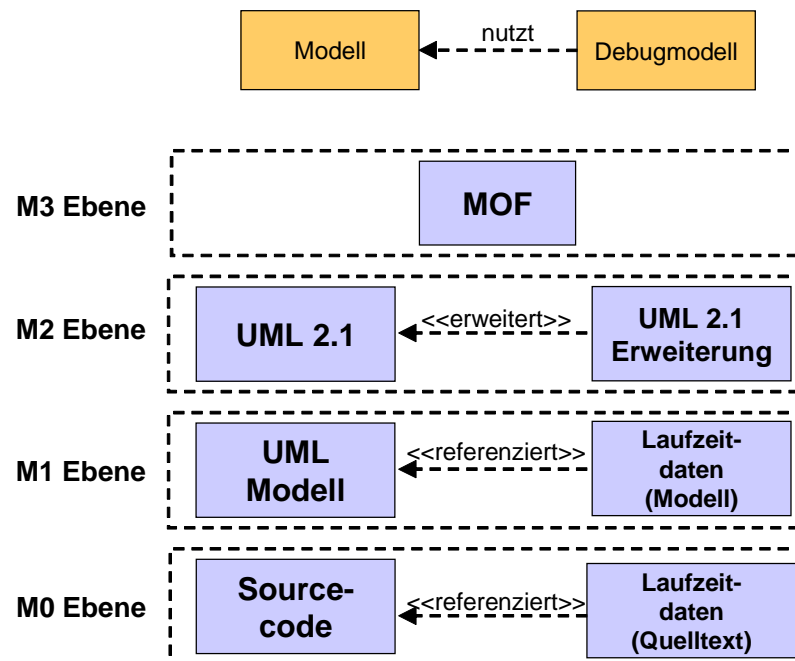 Modell
nutzt
Debugmodell
M3 Ebene
MOF
M2 Ebene
UML 2.1
<<erweitert>>
UML 2.1
Erweiterung
M1 Ebene
UML
Modell
<<referenziert>>
Laufzeit-
daten
(Modell)
M0 Ebene
Source-
code
<<referenziert>>
Laufzeit-
daten
(Quelltext)